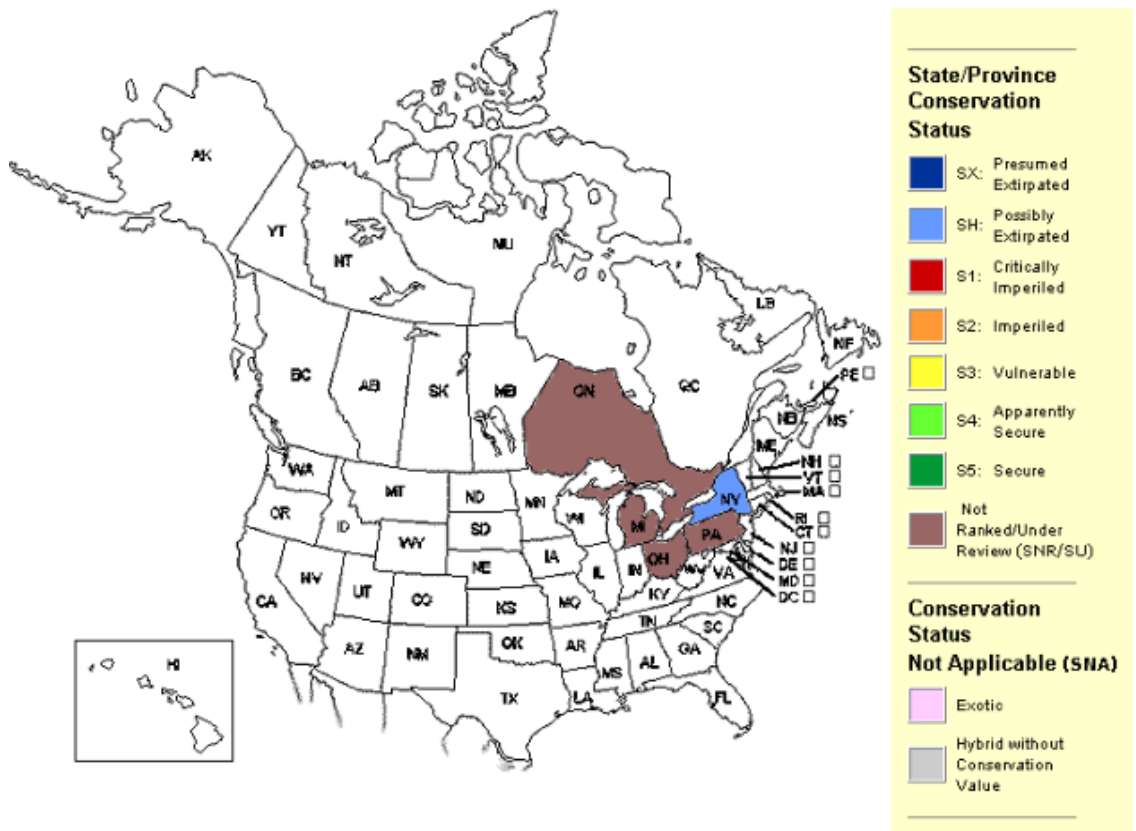 AK
YT
NT
NU
BC
AB
SK
MB
ON
QC
LB
NF
PE
NB
NS
ME
NH
VT
MA
RI
CT
NJ
DE
MD
DC
WA
OR
CA
ID
NV
MT
WY
UT
AZ
CO
NM
ND
SD
NE
KS
OK
TX
MN
IA
MO
AR
LA
WI
IL
MI
IN
OH
KY
TN
MS
AL
GA
FL
SC
NC
VA
WV
PA
NY
HI
State/Province
Conservation
Status
SX: Presumed
Extirpated
SH: Possibly
Extirpated
S1: Critically
Imperiled
S2: Imperiled
S3: Vulnerable
S4: Apparently
Secure
S5: Secure
Not
Ranked/Under
Review (SNR/SU)
Conservation
Status
Not Applicable (SNA)
Exotic
Hybrid without
Conservation
Value